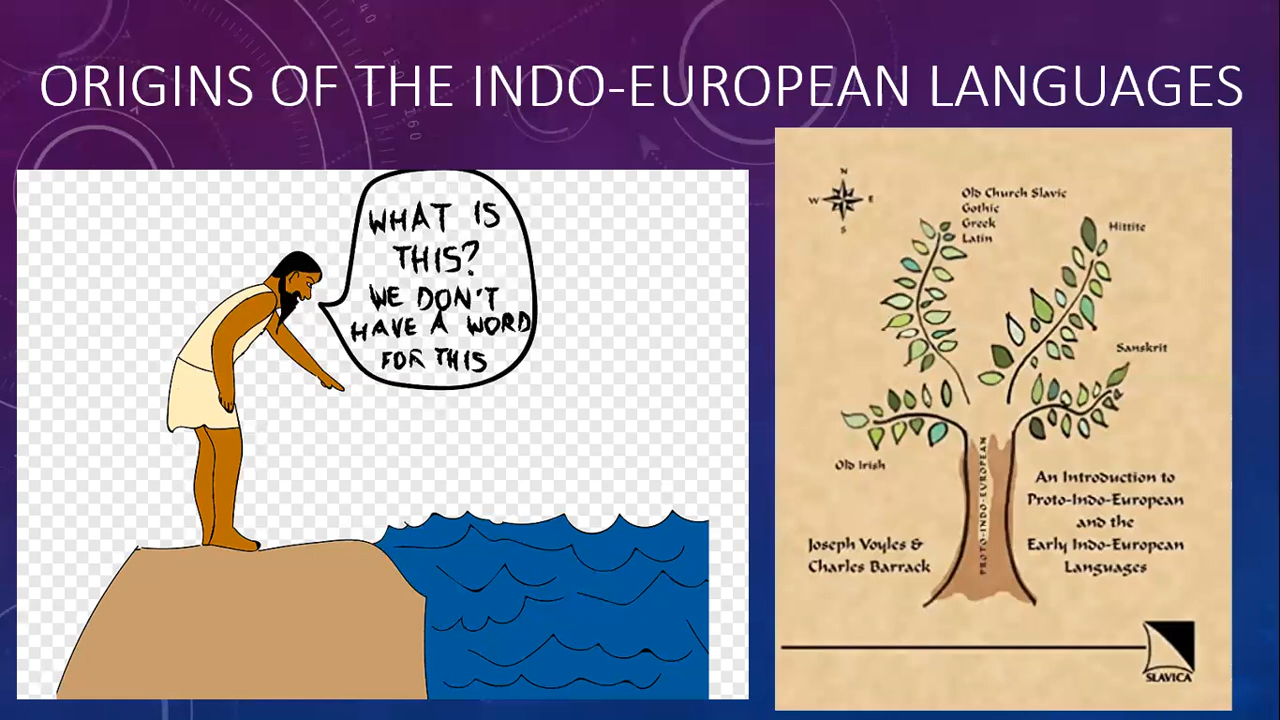 ORIGINS OF THE INDO-EUROPEAN LANGUAGES
WHAT IS
THIS?
WE DON'T
HAVE A WORD
FOR THIS
N
W E
S
Old Church Slavic
Gothic
Greek
Latin
Hittite
Sanskrit
Old Irish
PROTO-INDO-EUROPEAN
An Introduction to
Proto-Indo-European
and the
Early Indo-European
Languages
Joseph Voyles &
Charles Barrack
SLAVICA